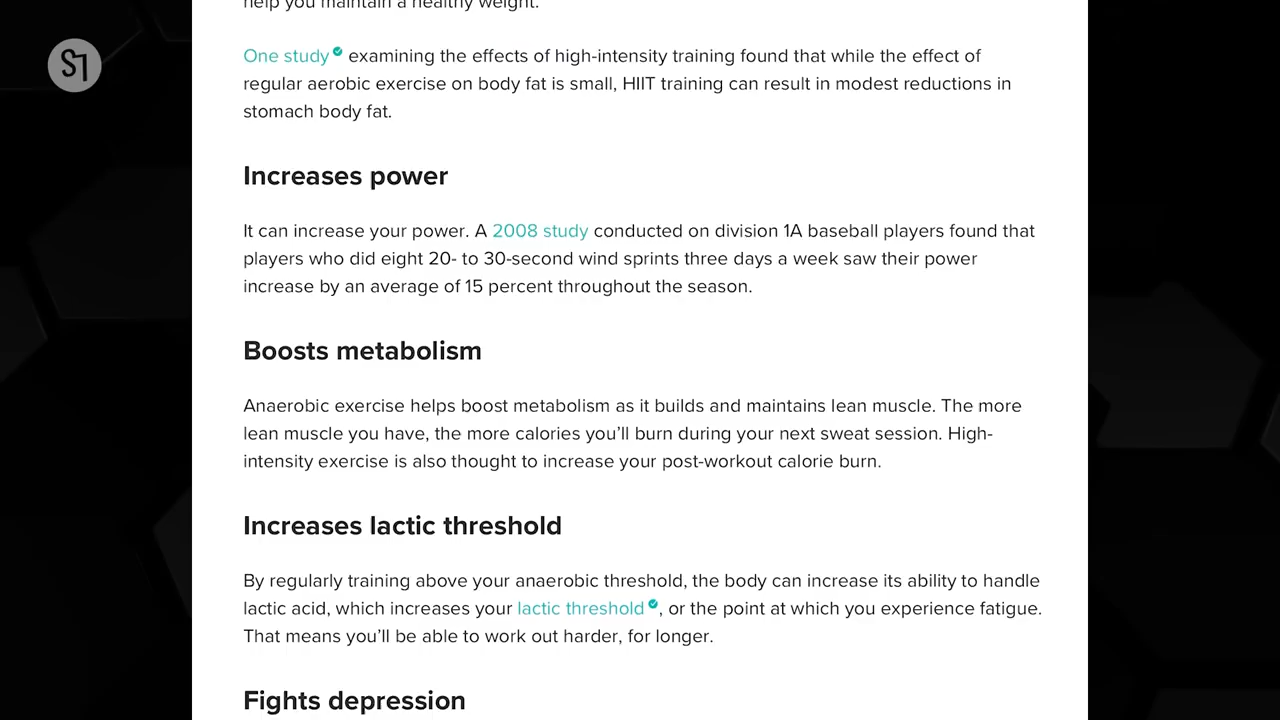 help you maintain a healthy weight.
S1
One study examining the effects of high-intensity training found that while the effect of
regular aerobic exercise on body fat is small, HIIT training can result in modest reductions in
stomach body fat.
Increases power
It can increase your power. A 2008 study conducted on division 1A baseball players found that
players who did eight 20- to 30-second wind sprints three days a week saw their power
increase by an average of 15 percent throughout the season.
Boosts metabolism
Anaerobic exercise helps boost metabolism as it builds and maintains lean muscle. The more
lean muscle you have, the more calories you’ll burn during your next sweat session. High-
intensity exercise is also thought to increase your post-workout calorie burn.
Increases lactic threshold
By regularly training above your anaerobic threshold, the body can increase its ability to handle
lactic acid, which increases your lactic threshold, or the point at which you experience fatigue.
That means you’ll be able to work out harder, for longer.
Fights depression